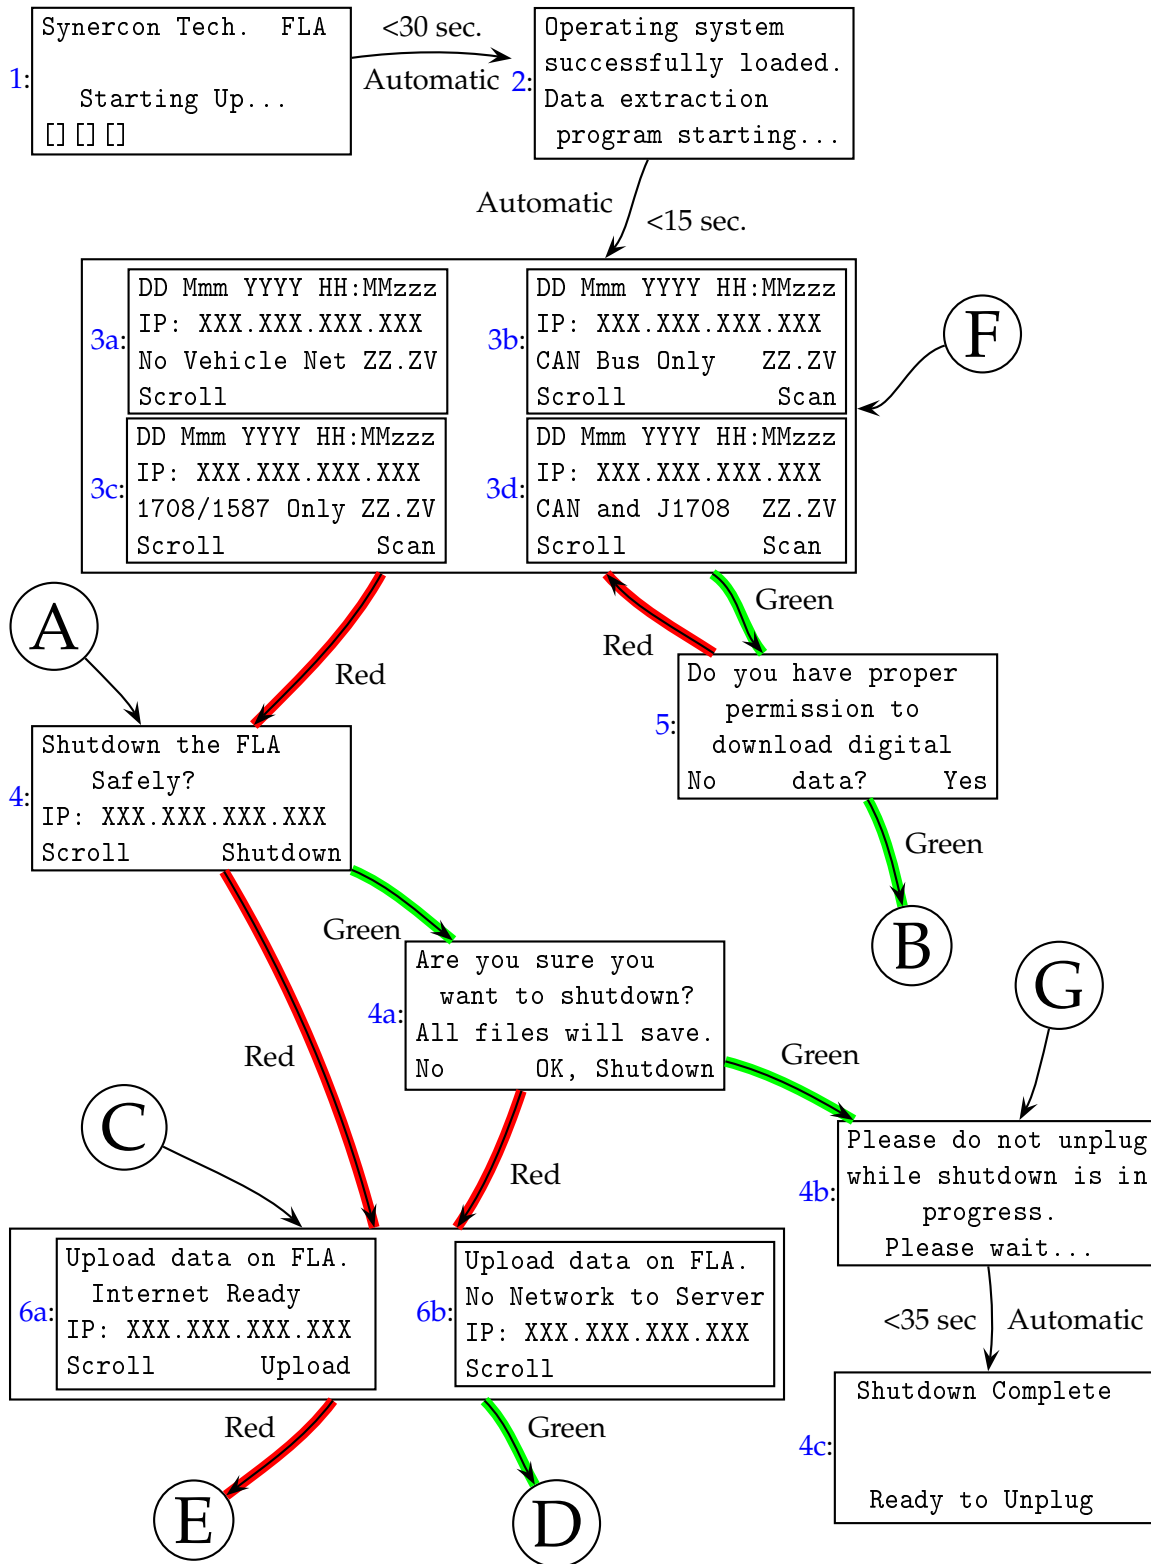 Synercon Tech.  FLA
<30 sec.
Automatic
1:
Starting Up...
[] [] []
2:
Operating system
successfully loaded.
Data extraction
program starting...
Automatic
<15 sec.
3a:
DD Mmm YYYY HH:MMzzz
IP: XXX.XXX.XXX.XXX
No Vehicle Net ZZ.ZV
Scroll
3b:
DD Mmm YYYY HH:MMzzz
IP: XXX.XXX.XXX.XXX
CAN Bus Only   ZZ.ZV
Scroll          Scan
F
3c:
DD Mmm YYYY HH:MMzzz
IP: XXX.XXX.XXX.XXX
1708/1587 Only ZZ.ZV
Scroll          Scan
3d:
DD Mmm YYYY HH:MMzzz
IP: XXX.XXX.XXX.XXX
CAN and J1708  ZZ.ZV
Scroll         Scan
A
Red
Red
Green
5:
Do you have proper
permission to
download digital
No     data?     Yes
Green
B
4:
Shutdown the FLA
Safely?
IP: XXX.XXX.XXX.XXX
Scroll      Shutdown
Green
Red
4a:
Are you sure you
want to shutdown?
All files will save.
No      OK, Shutdown
Green
G
C
Red
4b:
Please do not unplug
while shutdown is in
progress.
Please wait...
<35 sec
Automatic
6a:
Upload data on FLA.
Internet Ready
IP: XXX.XXX.XXX.XXX
Scroll       Upload
6b:
Upload data on FLA.
No Network to Server
IP: XXX.XXX.XXX.XXX
Scroll
4c:
Shutdown Complete
Ready to Unplug
Red
Green
E
D